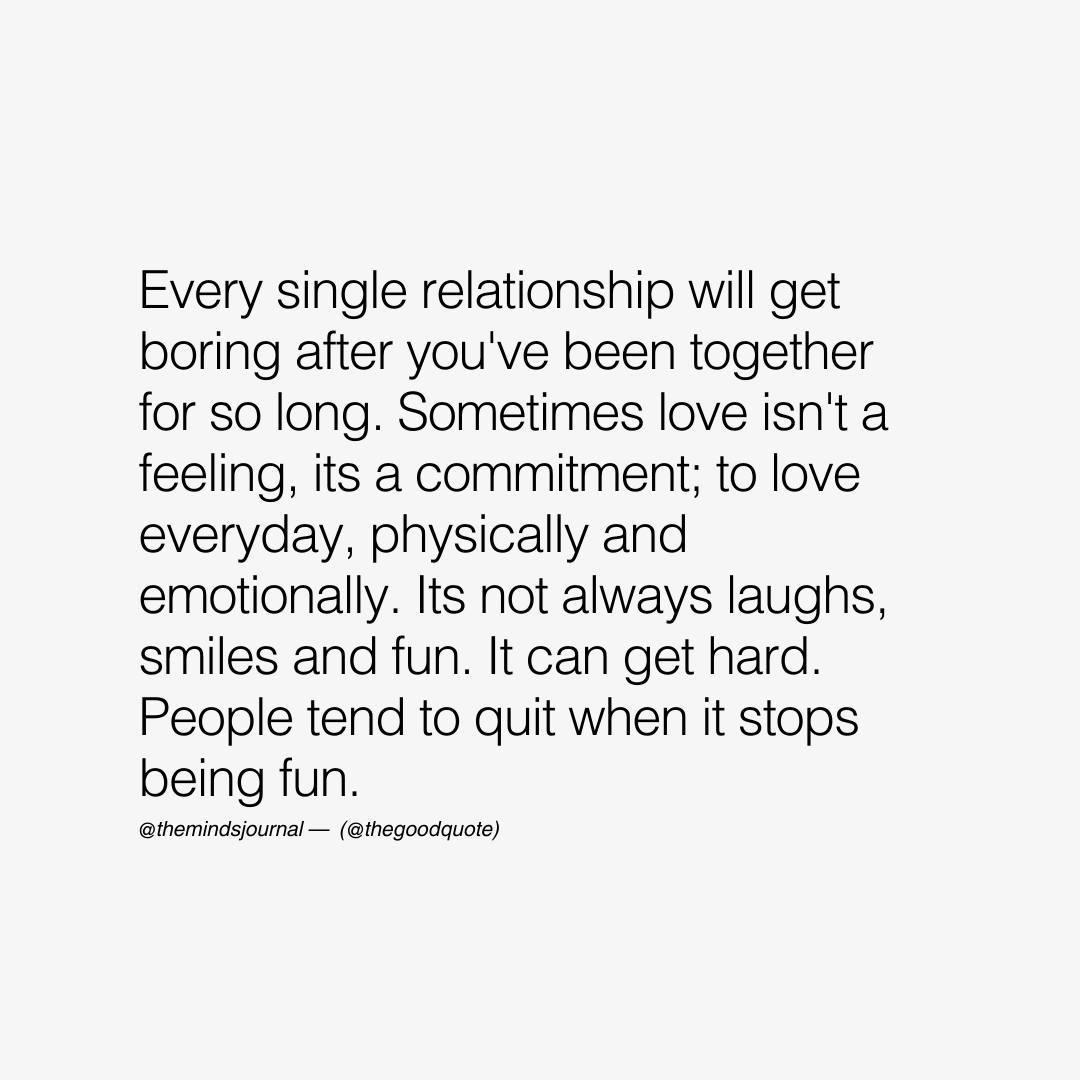 Every single relationship will get
boring after you've been together
for so long. Sometimes love isn't a
feeling, its a commitment; to love
everyday, physically and
emotionally. Its not always laughs,
smiles and fun. It can get hard.
People tend to quit when it stops
being fun.
@themindsjournal — (@thegoodquote)